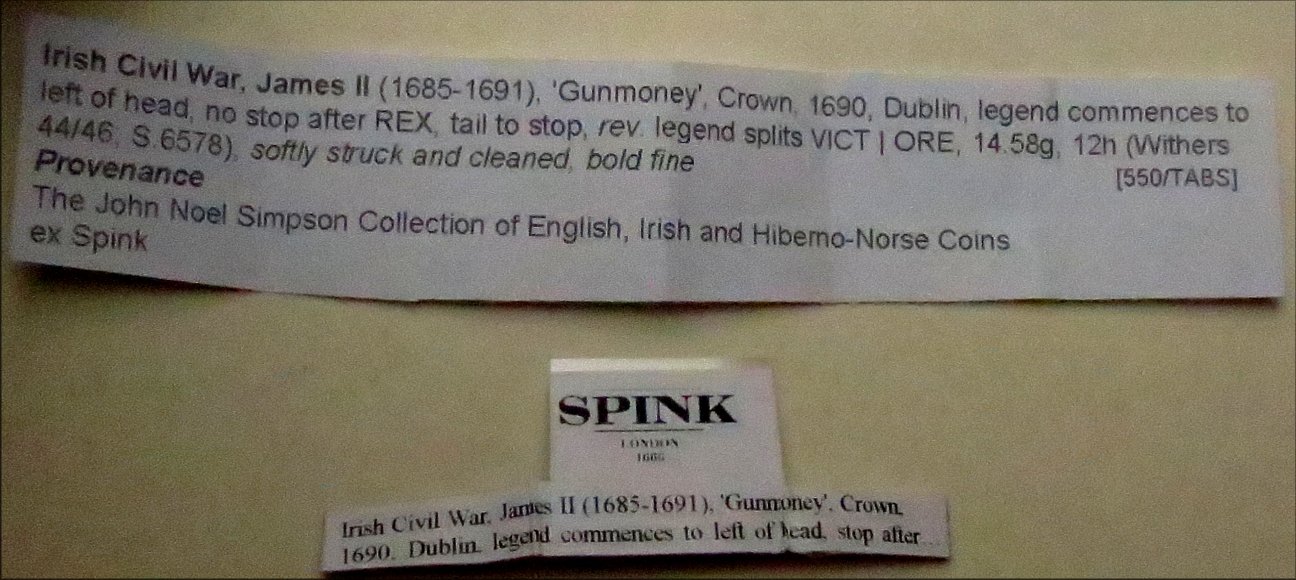 Irish Civil War, James II (1685-1691), 'Gunmoney', Crown, 1690, Dublin, legend commences to
left of head, no stop after REX, tail to stop, rev. legend splits VICT | ORE, 14.58g, 12h (Withers
44/46, S.6578), softly struck and cleaned, bold fine
[550/TABS]
Provenance
The John Noel Simpson Collection of English, Irish and Hiberno-Norse Coins
ex Spink
SPINK
LONDON
1666
Irish Civil War, James II (1685-1691), 'Gunmoney'. Crown,
1690. Dublin. legend commences to left of head, stop after...